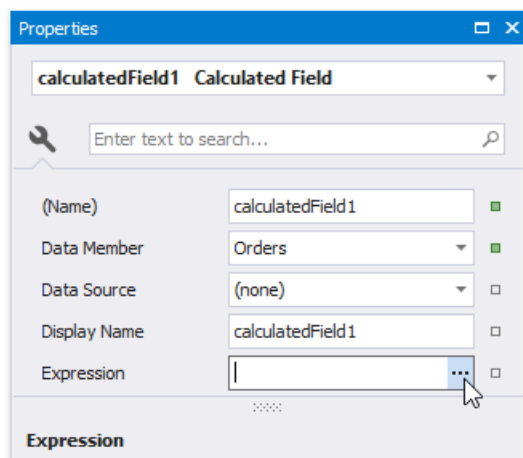 Properties
calculatedField1 Calculated Field
Enter text to search...
(Name) calculatedField1
Data Member Orders
Data Source (none)
Display Name calculatedField1
Expression ...
Expression